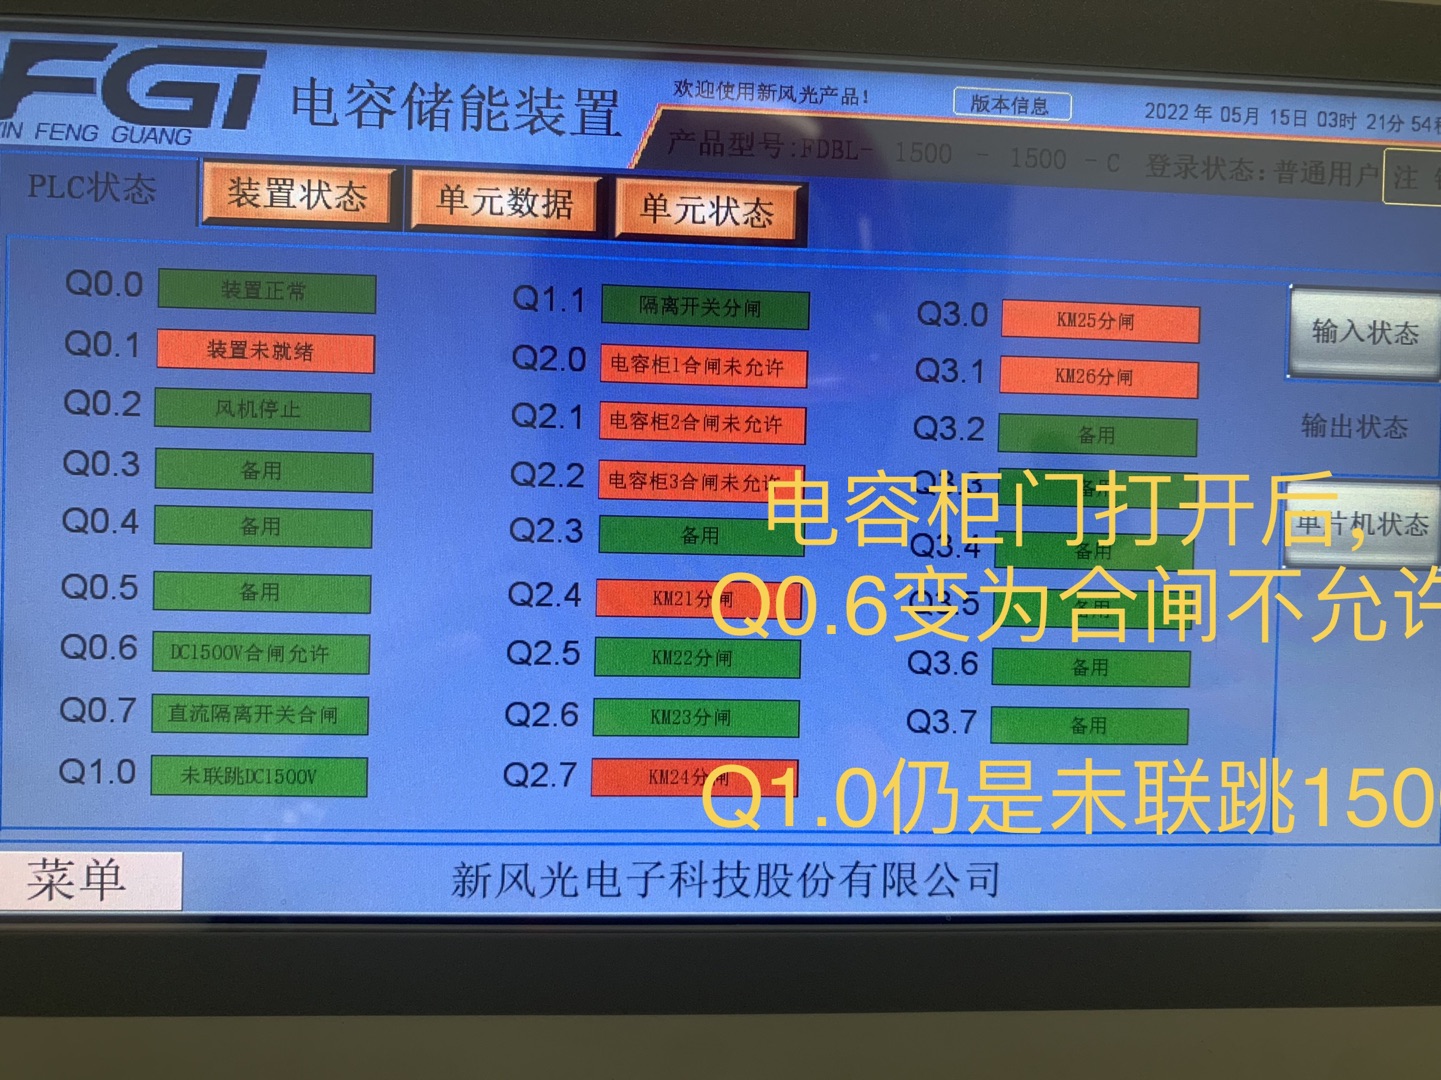 FGI
电容储能装置
欢迎使用新风光产品!
版本信息
2022年 05月 15日 03时 21分 54
IN FENG GUANG
产品型号:FDBL- 1500 - 1500 - C 登录状态:普通用户 注
PLC状态 装置状态 单元数据 单元状态
Q0.0 装置正常
Q0.1 装置未就绪
Q0.2 风机停止
Q0.3 备用
Q0.4 备用
Q0.5 备用
Q0.6 DC1500V合闸允许
Q0.7 直流隔离开关合闸
Q1.0 未联跳DC1500V
Q1.1 隔离开关分闸
Q2.0 电容柜1合闸未允许
Q2.1 电容柜2合闸未允许
Q2.2 电容柜3合闸未允许
Q2.3 备用
Q2.4 KM21分闸
Q2.5 KM22分闸
Q2.6 KM23分闸
Q2.7 KM24分闸
Q3.0 KM25分闸
Q3.1 KM26分闸
Q3.2 备用
Q3.3 备用
Q3.4 备用
Q3.5 备用
Q3.6 备用
Q3.7 备用
输入状态
输出状态
单片机状态
电容柜门打开后,
Q0.6变为合闸不允许
Q1.0仍是未联跳150
菜单
新风光电子科技股份有限公司